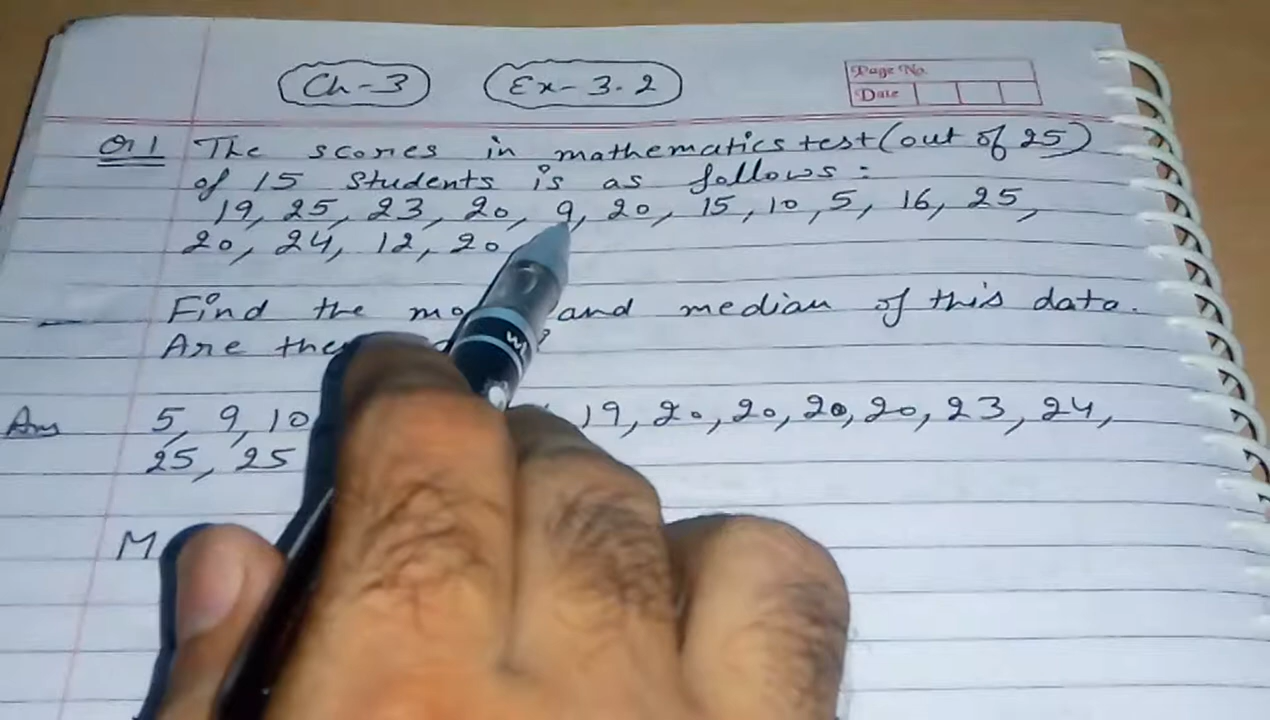 Ch-3 Ex-3.2
Page No.
Date
Qn 1 The scores in mathematics test (out of 25)
of 15 students is as follows:
19, 25, 23, 20, 9, 20, 15, 10, 5, 16, 25,
20, 24, 12, 20
Find the and median of this data.
Are
Ans 5, 9, 10 19, 20, 20, 20, 20, 23, 24,
25, 25
M